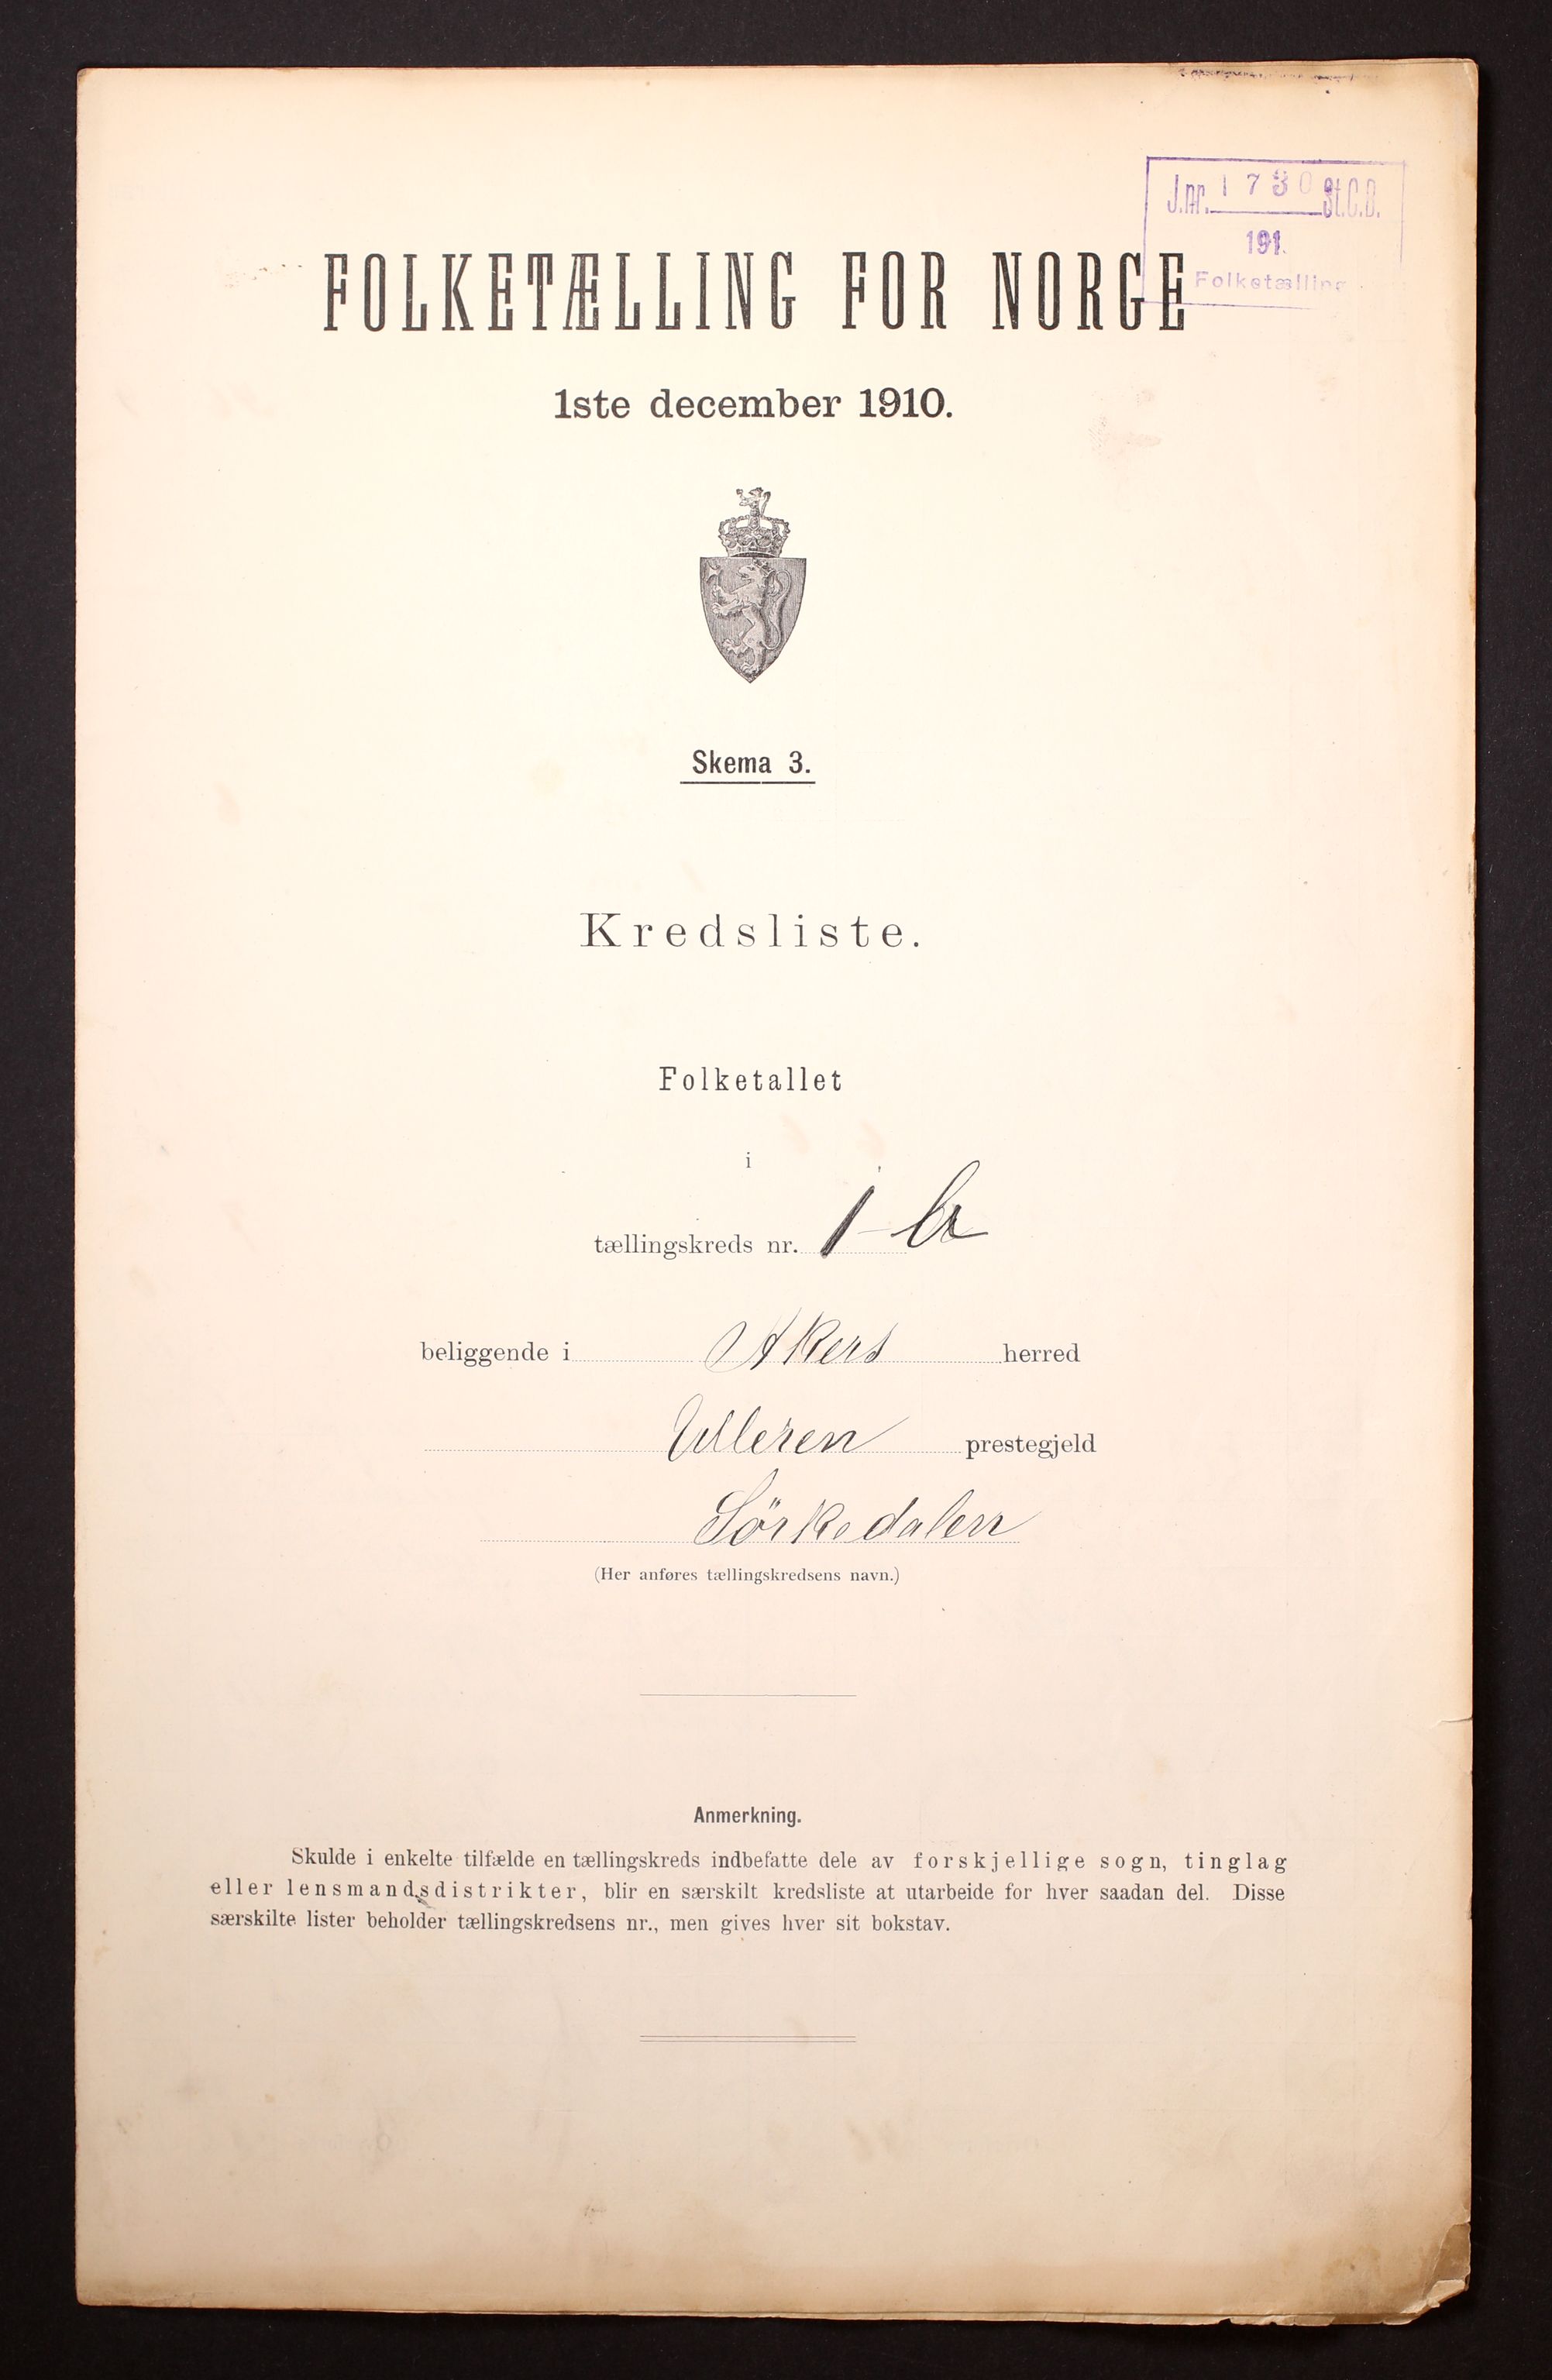 J.nr. 1730 St.C.B.
191.
Folketælling
FOLKETÆLLING FOR NORGE
1ste december 1910.
Skema 3.
Kredsliste.
Folketallet
i
tællingskreds nr. 1
beliggende i Akers herred
Ulleren prestegjeld
Sörkedalen
(Her anføres tællingskredsens navn.)
Anmerkning.
Skulde i enkelte tilfælde en tællingskreds indbefatte dele av forskjellige sogn, tinglag
eller lensmandsdistrikter, blir en særskilt kredsliste at utarbeide for hver saadan del. Disse
særskilte lister beholder tællingskredsens nr., men gives hver sit bokstav.